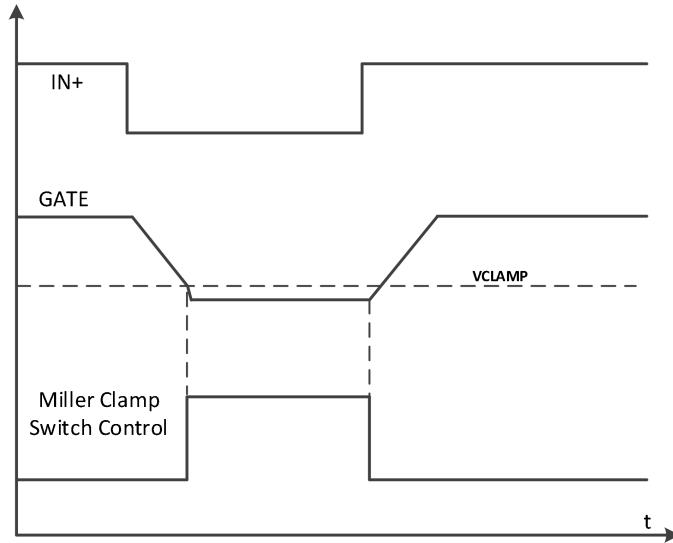 IN+
GATE
VCLAMP
Miller Clamp
Switch Control
t